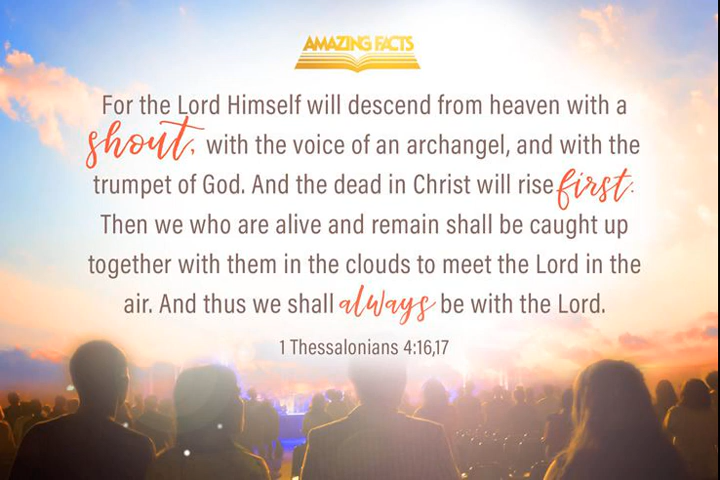 AMAZING FACTS
For the Lord Himself will descend from heaven with a
shout, with the voice of an archangel, and with the
trumpet of God. And the dead in Christ will rise first.
Then we who are alive and remain shall be caught up
together with them in the clouds to meet the Lord in the
air. And thus we shall always be with the Lord.
1 Thessalonians 4:16,17